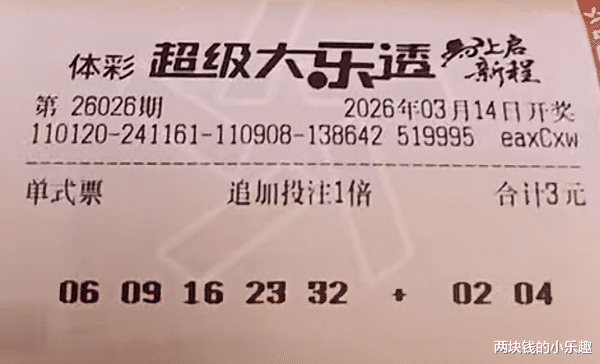 体彩 超级大乐透 马上启新程
第 26026期 2026年03月14日开奖
110120-241161-110908-138642 519995 eaxCxw
单式票 追加投注1倍 合计3元
06 09 16 23 32 + 02 04
两块钱的小乐趣